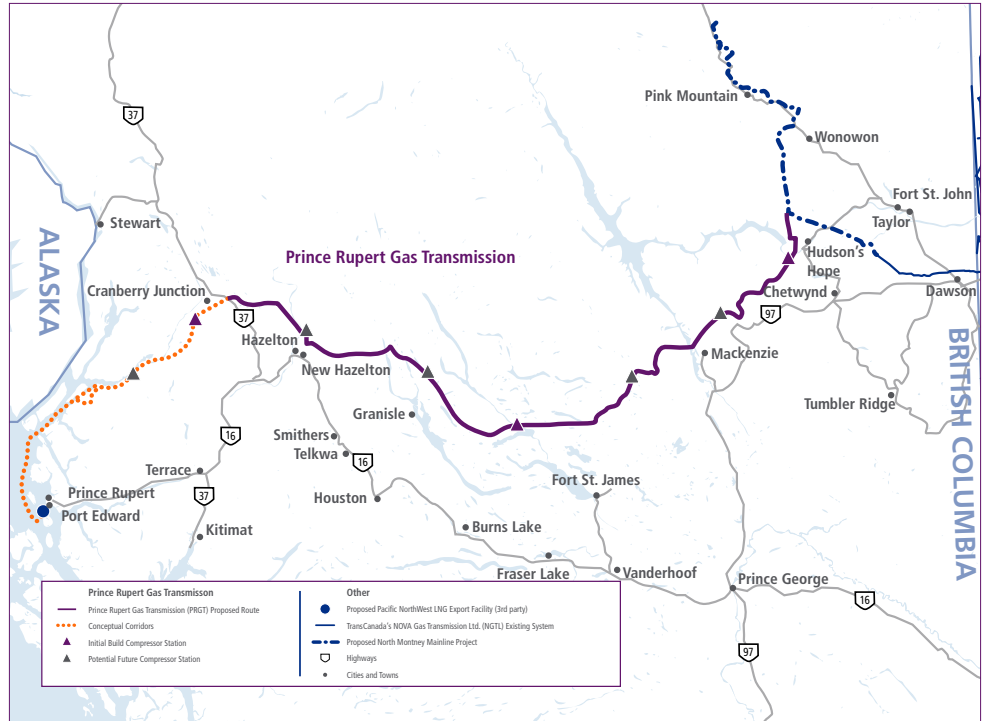 37
Pink Mountain
Wonowon
Fort St. John
Taylor
Stewart
ALASKA
Prince Rupert Gas Transmission
Hudson's
Hope
Cranberry Junction
Chetwynd
Dawson
37
97
Hazelton
New Hazelton
Mackenzie
BRITISH COLUMBIA
Granisle
Tumbler Ridge
16
Smithers
Telkwa
16
Terrace
37
Prince Rupert
Port Edward
Houston
Fort St. James
Kitimat
Burns Lake
Fraser Lake
Vanderhoof
Prince George
16
97
Prince Rupert Gas Transmisson
Prince Rupert Gas Transmission (PRGT) Proposed Route
Conceptual Corridors
Initial Build Compressor Station
Potential Future Compressor Station
Other
Proposed Pacific NorthWest LNG Export Facility (3rd party)
TransCanada's NOVA Gas Transmission Ltd. (NGTL) Existing System
Proposed North Montney Mainline Project
Highways
Cities and Towns